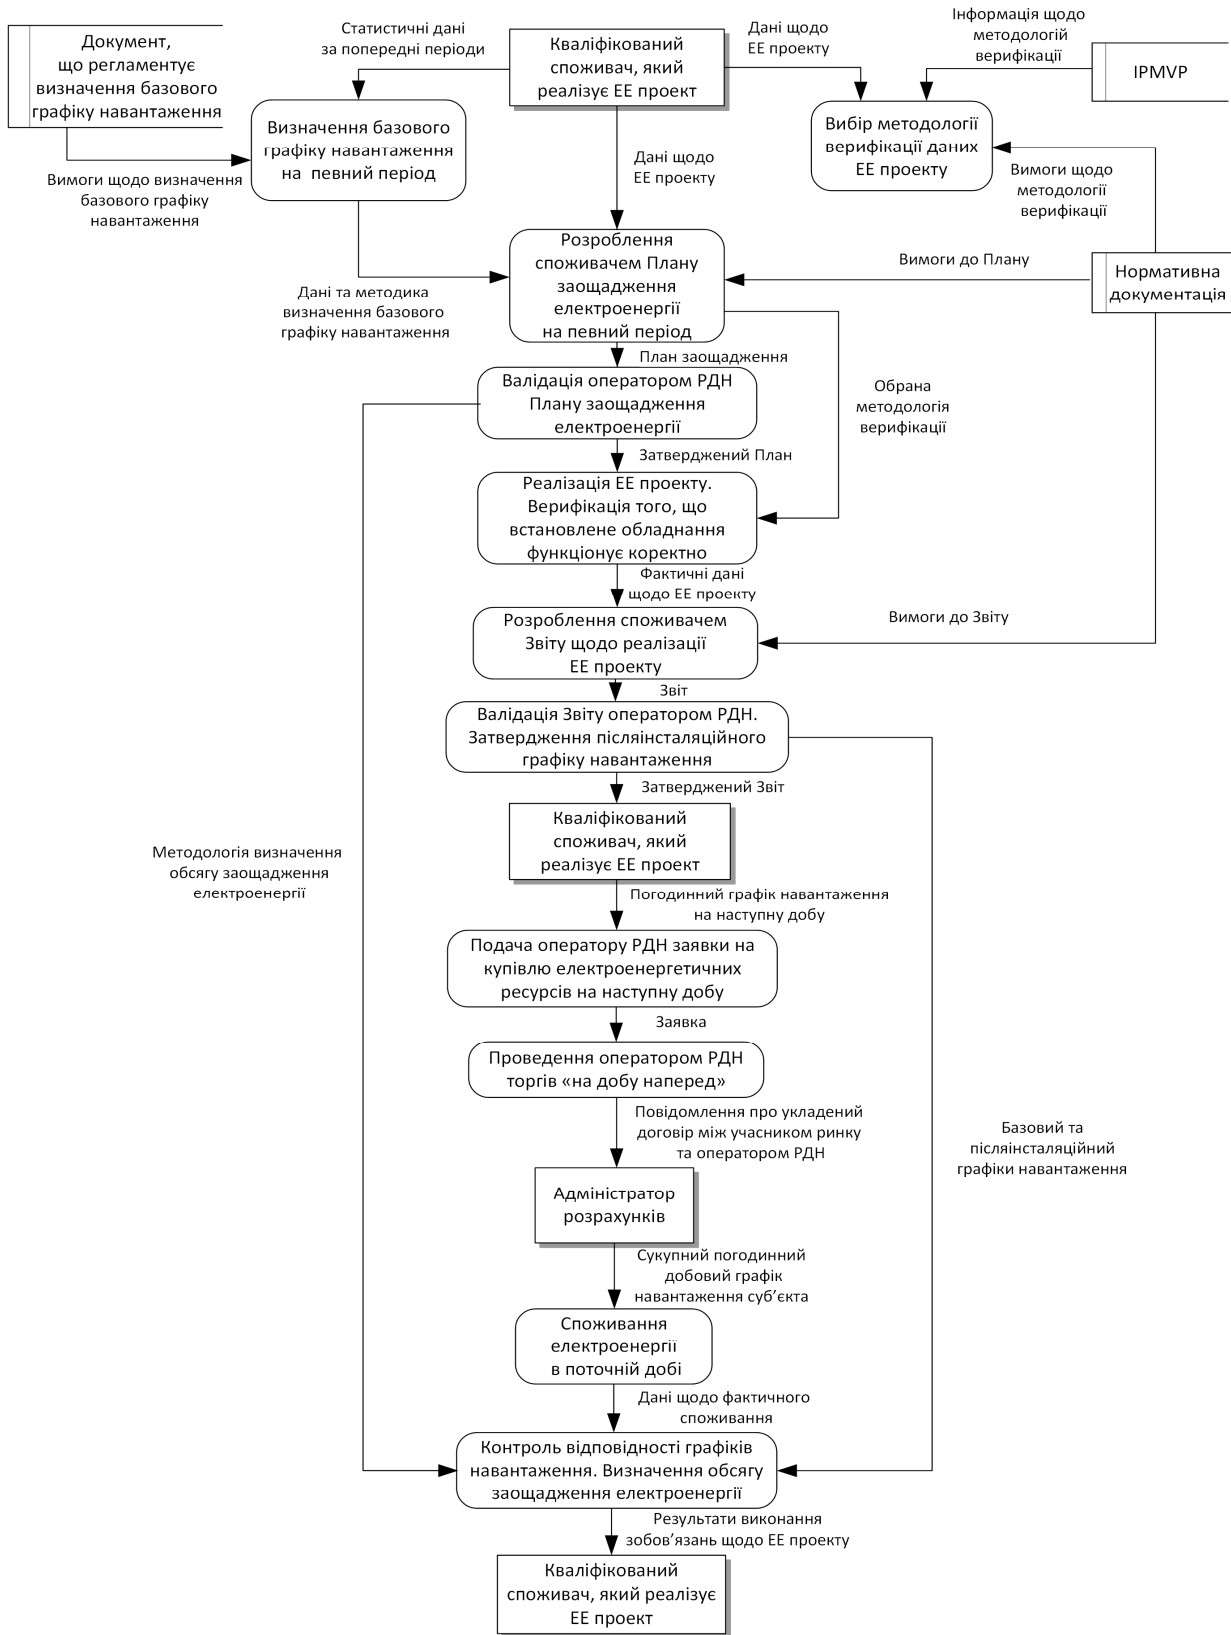 Документ,
що регламентує
визначення базового
графіку навантаження
Статистичні дані
за попередні періоди
Кваліфікований
споживач, який
реалізує ЕЕ проект
Дані щодо
ЕЕ проекту
Інформація щодо
методологій
верифікації
IPMVP
Визначення базового
графіку навантаження
на певний період
Вибір методології
верифікації даних
ЕЕ проекту
Вимоги щодо визначення
базового графіку
навантаження
Дані щодо
ЕЕ проекту
Вимоги щодо
методології
верифікації
Розроблення
споживачем Плану
заощадження
електроенергії
на певний період
Вимоги до Плану
Нормативна
документація
Дані та методика
визначення базового
графіку навантаження
План заощадження
Валідація оператором РДН
Плану заощадження
електроенергії
Обрана
методологія
верифікації
Затверджений План
Реалізація ЕЕ проекту.
Верифікація того, що
встановлене обладнання
функціонує коректно
Фактичні дані
щодо ЕЕ проекту
Розроблення споживачем
Звіту щодо реалізації
ЕЕ проекту
Вимоги до Звіту
Звіт
Валідація Звіту оператором РДН.
Затвердження післяінсталяційного
графіку навантаження
Затверджений Звіт
Кваліфікований
споживач, який
реалізує ЕЕ проект
Методологія визначення
обсягу заощадження
електроенергії
Погодинний графік навантаження
на наступну добу
Подача оператору РДН заявки на
купівлю електроенергетичних
ресурсів на наступну добу
Заявка
Проведення оператором РДН
торгів «на добу наперед»
Повідомлення про укладений
договір між учасником ринку
та оператором РДН
Базовий та
післяінсталяційний
графіки навантаження
Адміністратор
розрахунків
Сукупний погодинний
добовий графік
навантаження суб’єкта
Споживання
електроенергії
в поточній добі
Дані щодо фактичного
споживання
Контроль відповідності графіків
навантаження. Визначення обсягу
заощадження електроенергії
Результати виконання
зобов’язань щодо ЕЕ проекту
Кваліфікований
споживач, який реалізує
ЕЕ проект